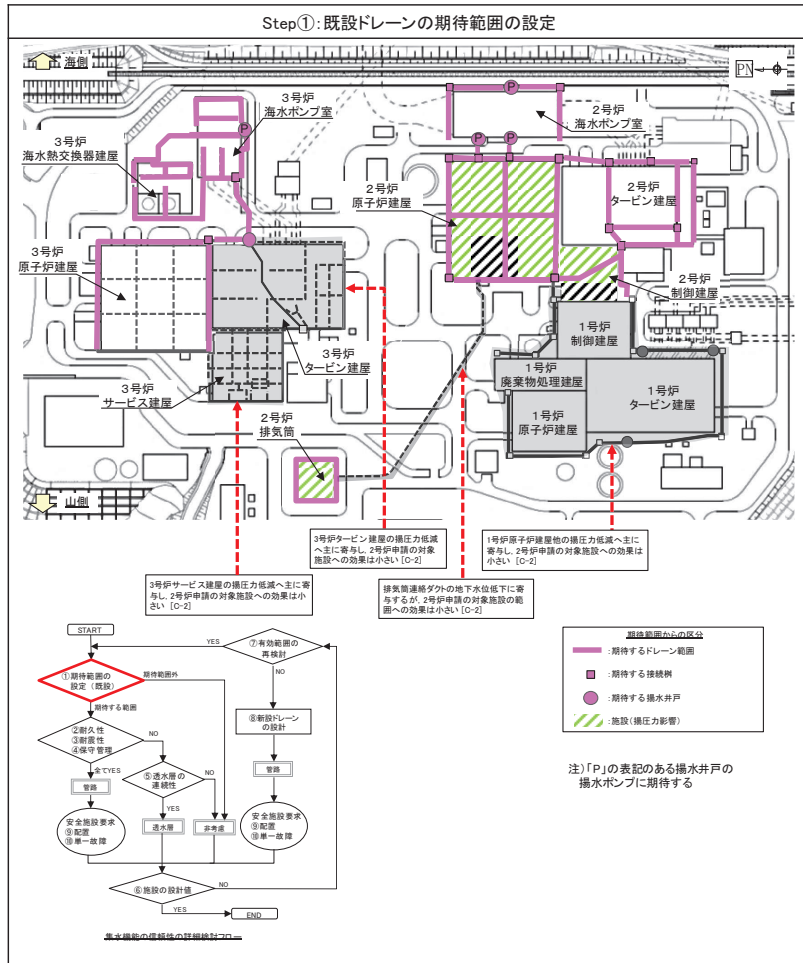 Step①:既設ドレーンの期待範囲の設定
海側
PN
3号炉
海水ポンプ室
2号炉
海水ポンプ室
P
P
P
P
3号炉
海水熱交換器建屋
2号炉
原子炉建屋
2号炉
タービン建屋
3号炉
原子炉建屋
2号炉
制御建屋
1号炉
制御建屋
3号炉
タービン建屋
1号炉
廃棄物処理建屋
1号炉
タービン建屋
3号炉
サービス建屋
1号炉
原子炉建屋
2号炉
排気筒
山側
3号炉タービン建屋の揚圧力低減
へ主に寄与し,2号炉申請の対象
施設への効果は小さい [C-2]
1号炉原子炉建屋他の揚圧力低減へ主に
寄与し,2号炉申請の対象施設への効果は
小さい [C-2]
3号炉サービス建屋の揚圧力低減へ主に寄
与し,2号炉申請の対象施設への効果は小
さい [C-2]
排気筒連絡ダクトの地下水位低下に寄
与するが,2号炉申請の対象施設の範
囲への効果は小さい [C-2]
START
YES
⑦有効範囲の
再検討
①期待範囲の
設定(既設)
期待範囲外
NO
期待する範囲
②耐久性
③耐震性
④保守管理
NO
⑧新設ドレーン
の設計
全てYES
⑤透水層の
連続性
NO
管路
管路
YES
安全施設要求
⑨配置
⑩単一故障
透水層
非考慮
安全施設要求
⑨配置
⑩単一故障
⑥施設の設計値
NO
YES
END
集水機能の信頼性の詳細検討フロー
期待範囲からの区分
:期待するドレーン範囲
:期待する接続桝
:期待する揚水井戸
:施設(揚圧力影響)
注)「P」の表記のある揚水井戸の
揚水ポンプに期待する